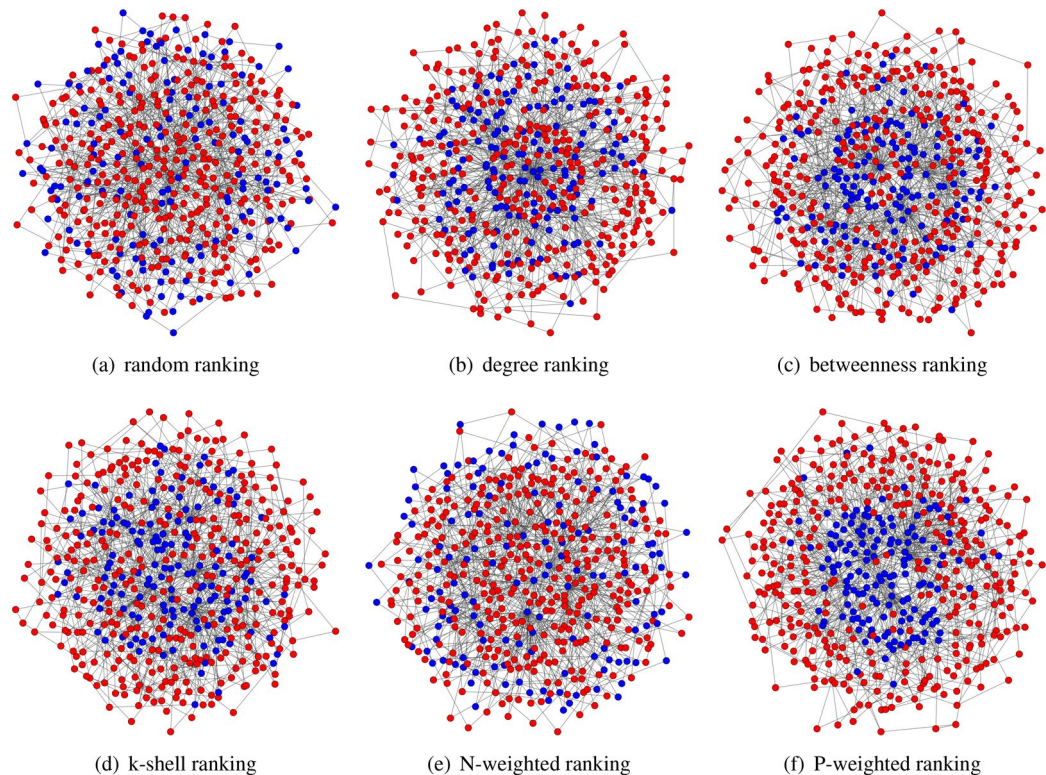 (a) random ranking
(b) degree ranking
(c) betweenness ranking
(d) k-shell ranking
(e) N-weighted ranking
(f) P-weighted ranking